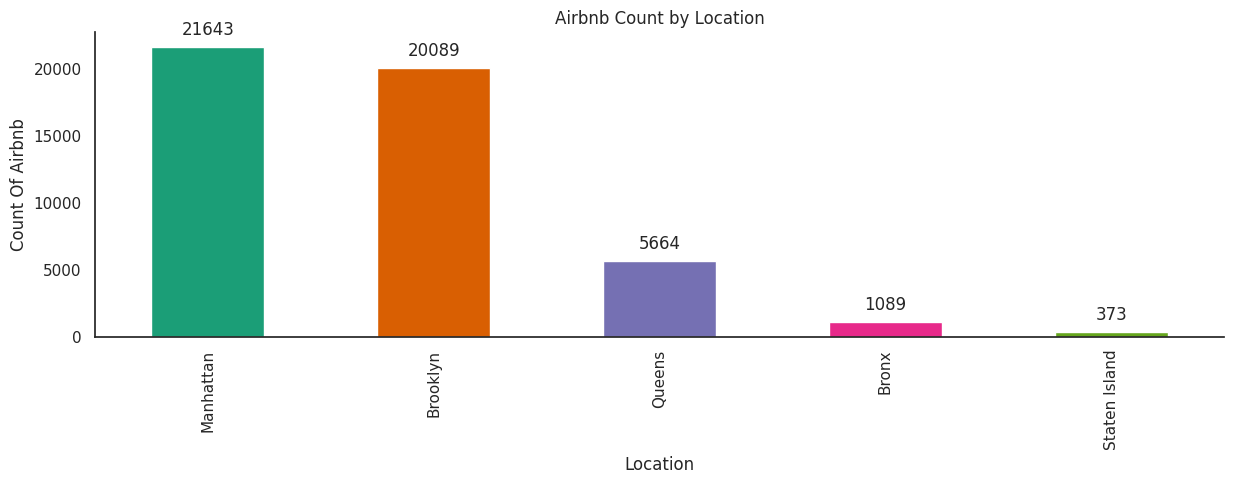 Airbnb Count by Location
21643
20089
5664
1089
373
Count Of Airbnb
20000
15000
10000
5000
0
Manhattan
Brooklyn
Queens
Bronx
Staten Island
Location